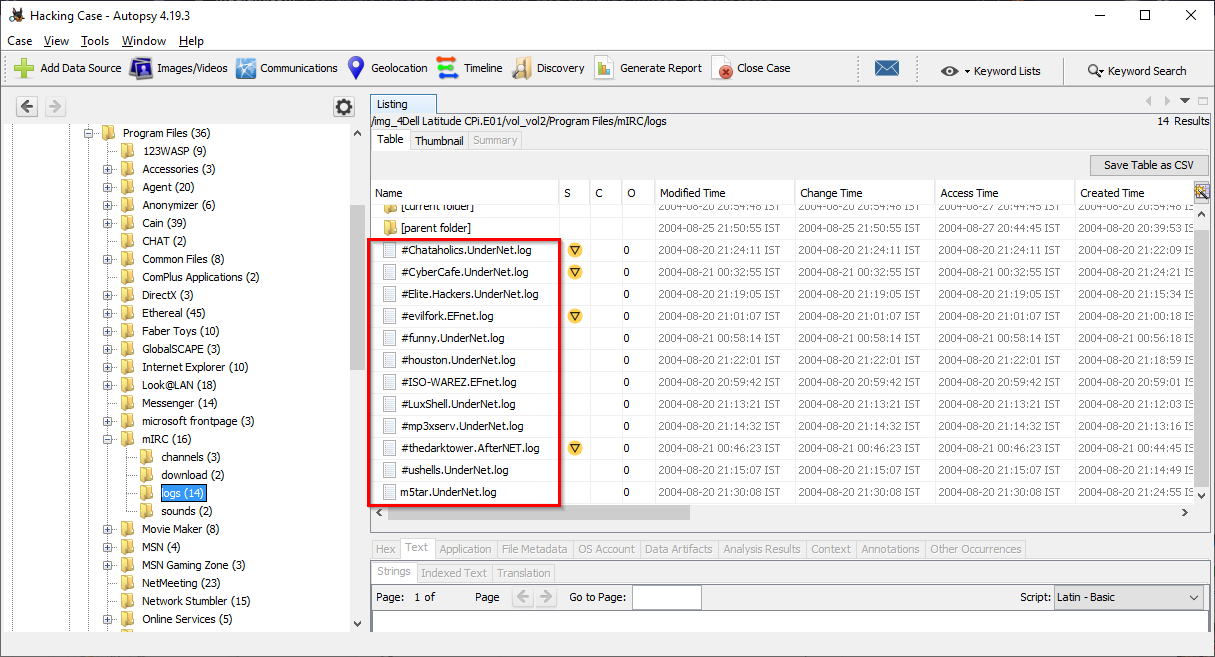 Hacking Case - Autopsy 4.19.3
Case View Tools Window Help
Add Data Source Images/Videos Communications Geolocation Timeline Discovery Generate Report Close Case Keyword Lists Keyword Search
Program Files (36)
123WASP (9)
Accessories (3)
Agent (20)
Anonymizer (6)
Cain (39)
CHAT (2)
Common Files (8)
ComPlus Applications (2)
DirectX (3)
Ethereal (45)
Faber Toys (10)
GlobalSCAPE (3)
Internet Explorer (10)
Look@LAN (18)
Messenger (14)
microsoft frontpage (3)
mIRC (16)
channels (3)
download (2)
logs (14)
sounds (2)
Movie Maker (8)
MSN (4)
MSN Gaming Zone (3)
NetMeeting (23)
Network Stumbler (15)
Online Services (5)
Listing
/img_4Dell Latitude CPi.E01/vol_vol2/Program Files/mIRC/logs 14 Results
Table Thumbnail Summary
Save Table as CSV
Name S C O Modified Time Change Time Access Time Created Time
[current folder] 2004-08-20 20:54:46 IST 2004-08-20 20:54:46 IST 2004-08-27 20:44:45 IST 2004-08-20 20:54:46 IS
[parent folder] 2004-08-25 21:50:55 IST 2004-08-25 21:50:55 IST 2004-08-27 20:44:45 IST 2004-08-20 20:39:53 IS
#Chataholics.UnderNet.log 0 2004-08-20 21:24:11 IST 2004-08-20 21:24:11 IST 2004-08-20 21:24:11 IST 2004-08-20 21:22:09 IS
#CyberCafe.UnderNet.log 0 2004-08-21 00:32:55 IST 2004-08-21 00:32:55 IST 2004-08-21 00:32:55 IST 2004-08-20 21:24:21 IS
#Elite.Hackers.UnderNet.log 0 2004-08-20 21:19:05 IST 2004-08-20 21:19:05 IST 2004-08-20 21:19:05 IST 2004-08-20 21:15:34 IS
#evilfork.EFnet.log 0 2004-08-20 21:01:07 IST 2004-08-20 21:01:07 IST 2004-08-20 21:01:07 IST 2004-08-20 21:00:18 IS
#funny.UnderNet.log 0 2004-08-21 00:58:14 IST 2004-08-21 00:58:14 IST 2004-08-21 00:58:14 IST 2004-08-21 00:56:18 IS
#houston.UnderNet.log 0 2004-08-20 21:22:01 IST 2004-08-20 21:22:01 IST 2004-08-20 21:22:01 IST 2004-08-20 21:18:59 IS
#ISO-WAREZ.EFnet.log 0 2004-08-20 20:59:42 IST 2004-08-20 20:59:42 IST 2004-08-20 20:59:42 IST 2004-08-20 20:59:01 IS
#LuxShell.UnderNet.log 0 2004-08-20 21:13:21 IST 2004-08-20 21:13:21 IST 2004-08-20 21:13:21 IST 2004-08-20 21:12:03 IS
#mp3xserv.UnderNet.log 0 2004-08-20 21:14:32 IST 2004-08-20 21:14:32 IST 2004-08-20 21:14:32 IST 2004-08-20 21:13:16 IS
#thedarktower.AfterNET.log 0 2004-08-21 00:46:23 IST 2004-08-21 00:46:23 IST 2004-08-21 00:46:23 IST 2004-08-21 00:44:45 IS
#ushells.UnderNet.log 0 2004-08-20 21:15:07 IST 2004-08-20 21:15:07 IST 2004-08-20 21:15:07 IST 2004-08-20 21:14:49 IS
m5tar.UnderNet.log 0 2004-08-20 21:30:08 IST 2004-08-20 21:30:08 IST 2004-08-20 21:30:08 IST 2004-08-20 21:24:55 IS
Hex Text Application File Metadata OS Account Data Artifacts Analysis Results Context Annotations Other Occurrences
Strings Indexed Text Translation
Page: 1 of Page Go to Page: Script: Latin - Basic